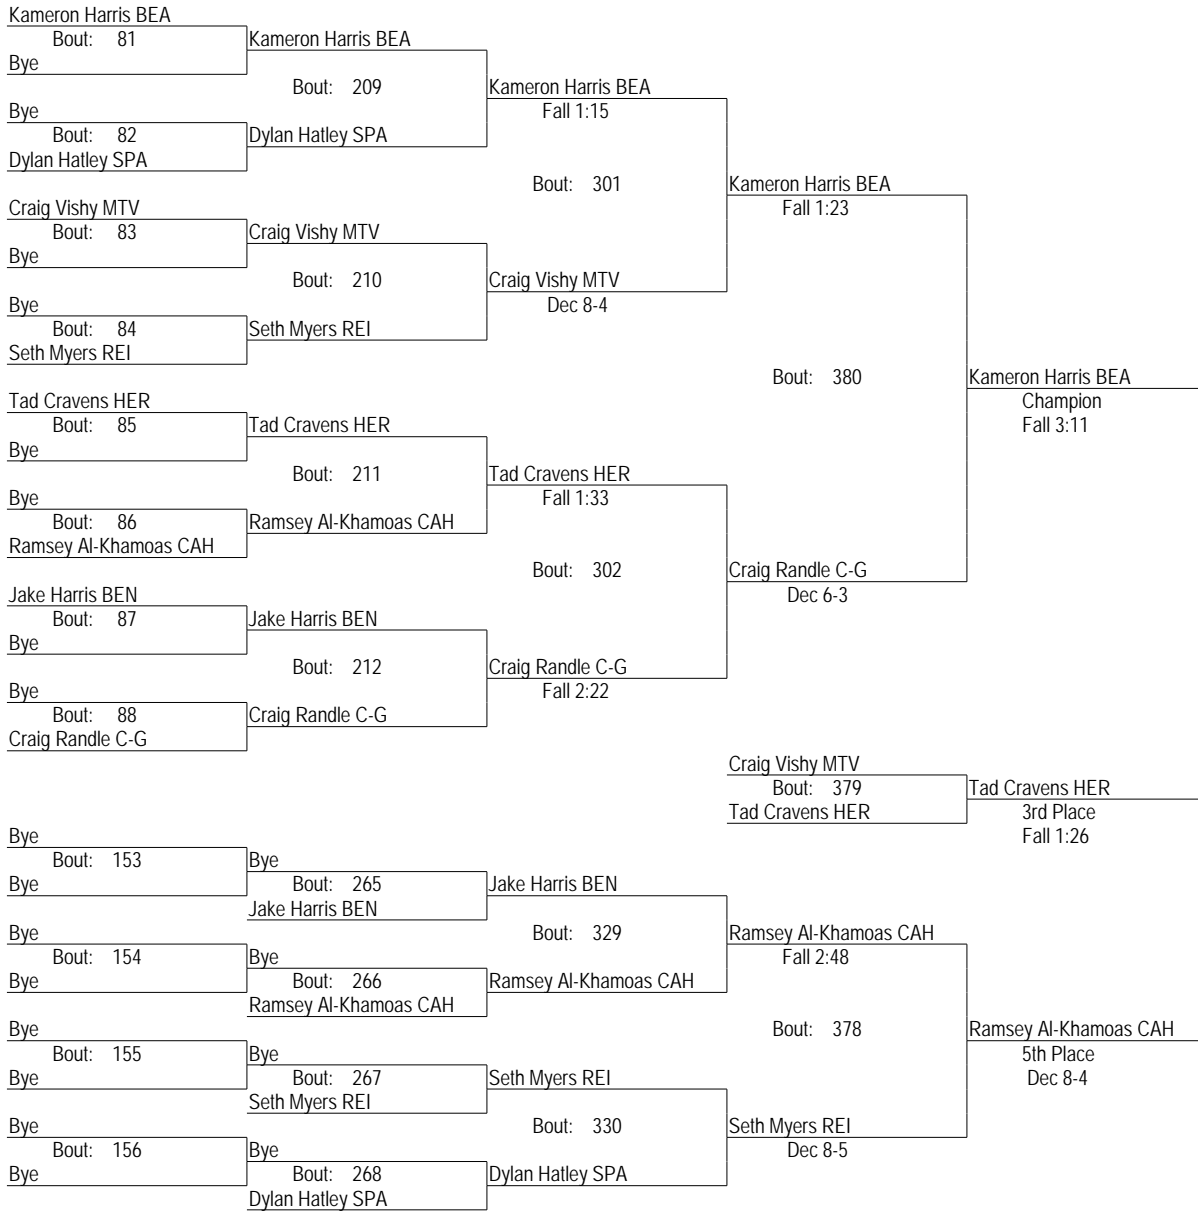 Kameron Harris BEA
Bout: 81
Kameron Harris BEA
Bye
Bout: 209
Kameron Harris BEA
Bye
Fall 1:15
Bout: 82
Dylan Hatley SPA
Dylan Hatley SPA
Bout: 301
Kameron Harris BEA
Craig Vishy MTV
Fall 1:23
Bout: 83
Craig Vishy MTV
Bye
Bout: 210
Craig Vishy MTV
Bye
Dec 8-4
Bout: 84
Seth Myers REI
Seth Myers REI
Bout: 380
Kameron Harris BEA
Tad Cravens HER
Champion
Bout: 85
Tad Cravens HER
Fall 3:11
Bye
Bout: 211
Tad Cravens HER
Bye
Fall 1:33
Bout: 86
Ramsey Al-Khamoas CAH
Ramsey Al-Khamoas CAH
Bout: 302
Craig Randle C-G
Jake Harris BEN
Dec 6-3
Bout: 87
Jake Harris BEN
Bye
Bout: 212
Craig Randle C-G
Bye
Fall 2:22
Bout: 88
Craig Randle C-G
Craig Randle C-G
Craig Vishy MTV
Bout: 379
Tad Cravens HER
Tad Cravens HER
3rd Place
Bye
Fall 1:26
Bout: 153
Bye
Bye
Bout: 265
Jake Harris BEN
Jake Harris BEN
Bye
Bout: 329
Ramsey Al-Khamoas CAH
Bout: 154
Bye
Fall 2:48
Bye
Bout: 266
Ramsey Al-Khamoas CAH
Ramsey Al-Khamoas CAH
Bye
Bout: 378
Ramsey Al-Khamoas CAH
Bout: 155
Bye
5th Place
Bye
Bout: 267
Seth Myers REI
Dec 8-4
Seth Myers REI
Bye
Bout: 330
Seth Myers REI
Bout: 156
Bye
Dec 8-5
Bye
Bout: 268
Dylan Hatley SPA
Dylan Hatley SPA